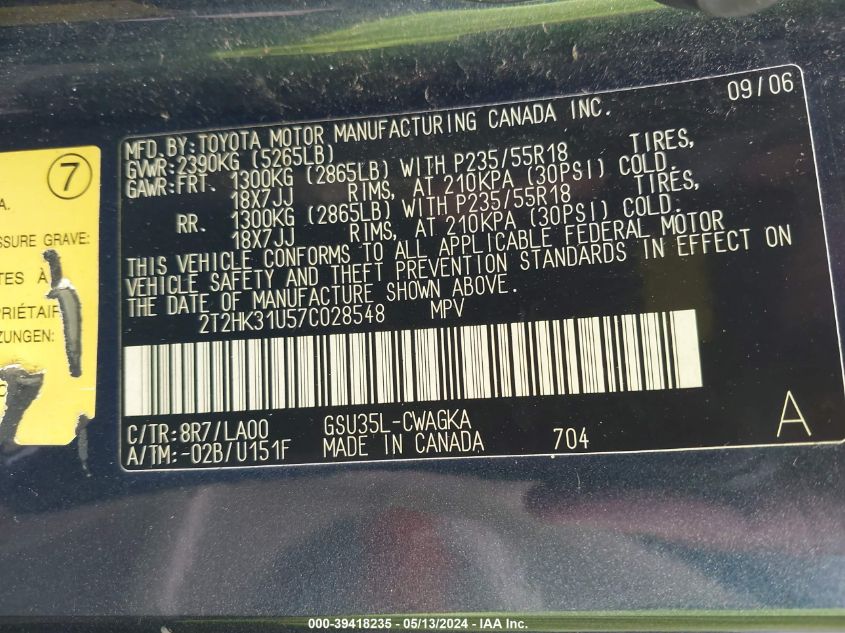 7
A.
SSURE GRAVE:
TES À
PRIÉTAIR
ZUNGEN:
09/06
MFD. BY: TOYOTA MOTOR MANUFACTURING CANADA INC.
GVWR: 2390KG (5265LB)
GAWR: FRT. 1300KG (2865LB) WITH P235/55R18 TIRES,
18X7JJ RIMS, AT 210KPA (30PSI) COLD.
RR. 1300KG (2865LB) WITH P235/55R18 TIRES,
18X7JJ RIMS, AT 210KPA (30PSI) COLD.
THIS VEHICLE CONFORMS TO ALL APPLICABLE FEDERAL MOTOR
VEHICLE SAFETY AND THEFT PREVENTION STANDARDS IN EFFECT ON
THE DATE OF MANUFACTURE SHOWN ABOVE.
2T2HK31U57C028548 MPV
C/TR: 8R7/LA00 GSU35L-CWAGKA
A/TM: -02B/U151F MADE IN CANADA 704
A
000-39418235 - 05/13/2024 - IAA Inc.